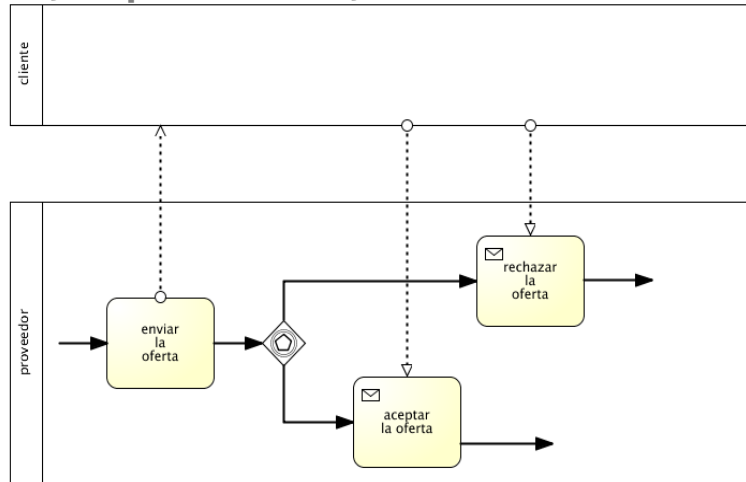 cliente
proveedor
enviar
la
oferta
rechazar
la
oferta
aceptar
la oferta